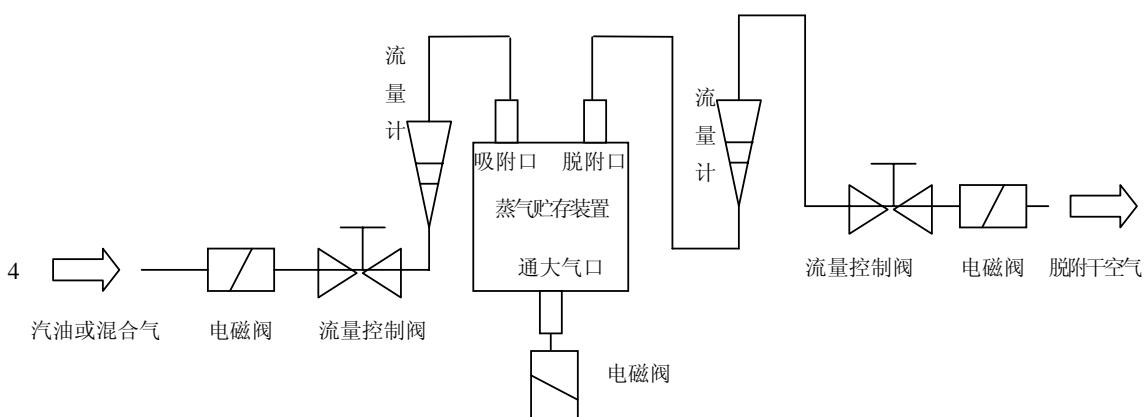 流量计
流量计
吸附口 脱附口
蒸气贮存装置
通大气口
4
汽油或混合气 电磁阀 流量控制阀
流量控制阀 电磁阀 脱附干空气
电磁阀